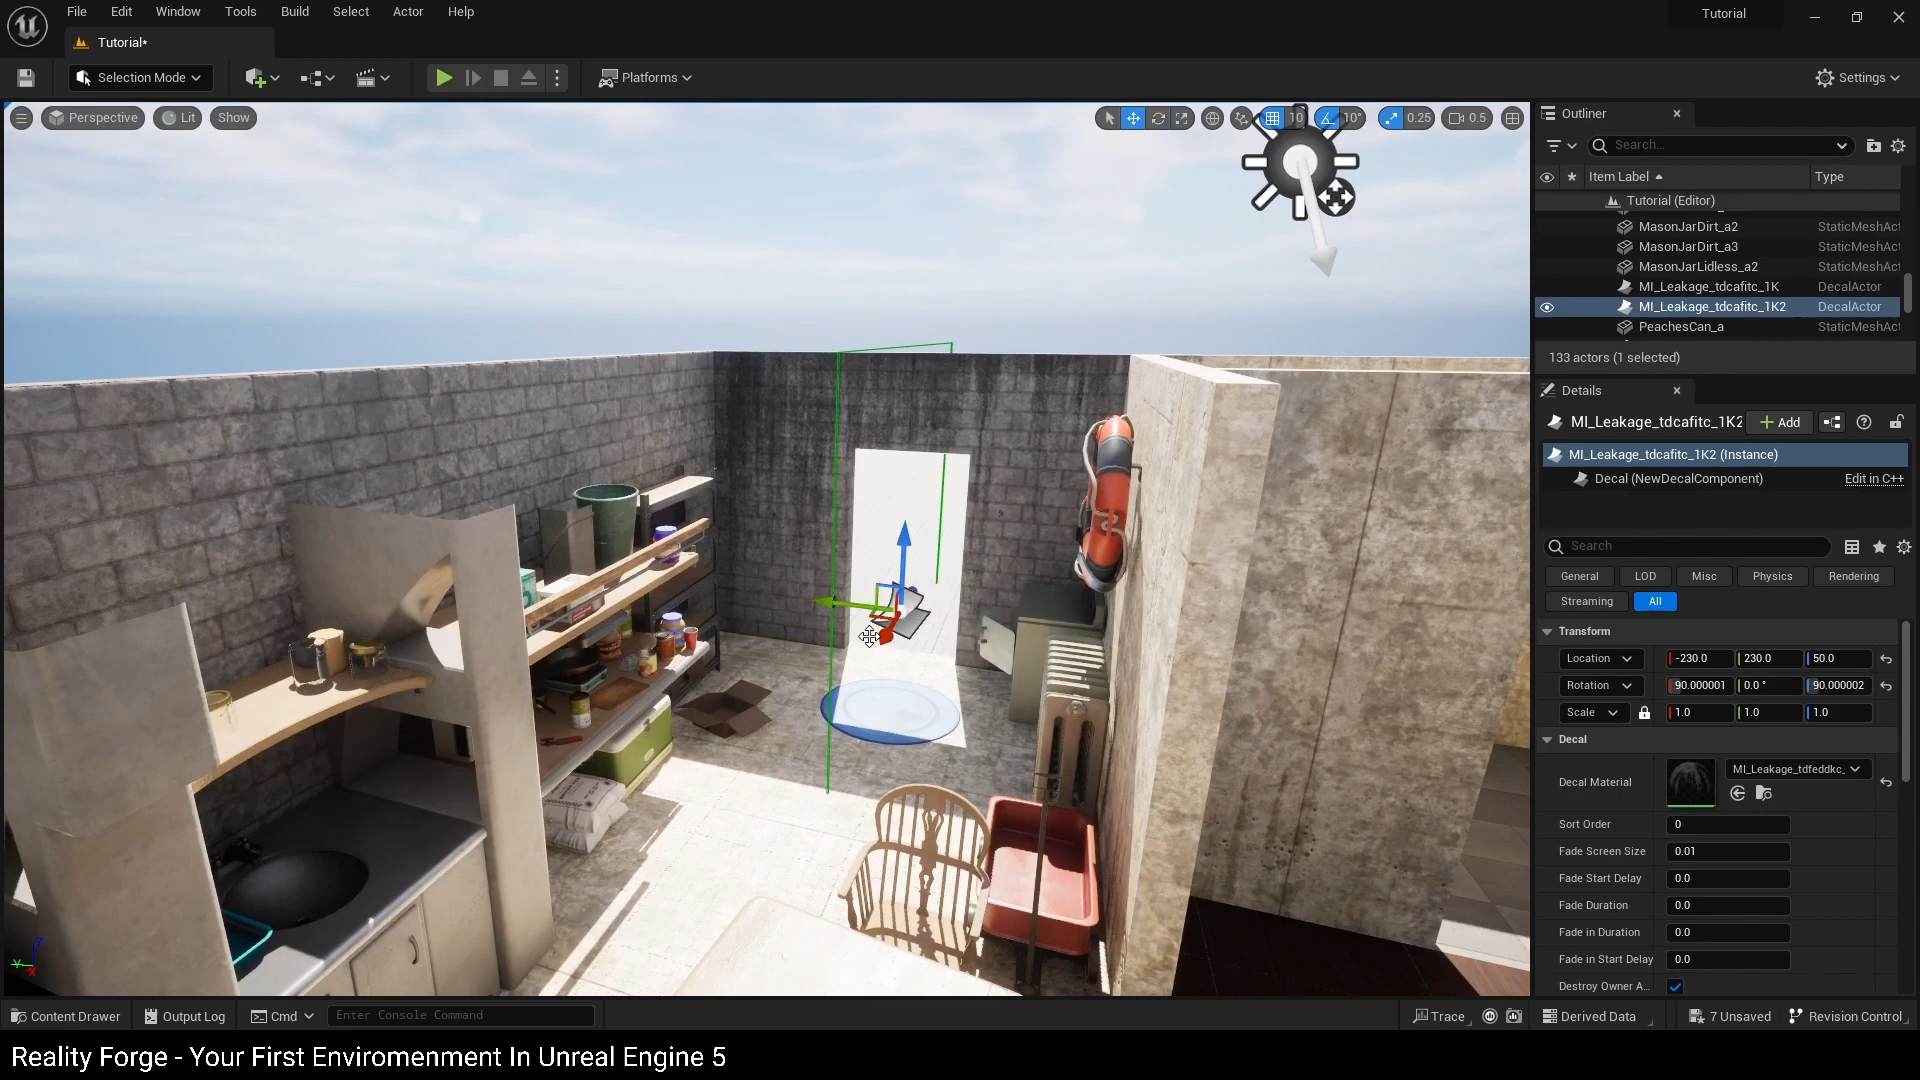 File Edit Window Tools Build Select Actor Help
Tutorial
Tutorial*
Selection Mode
Platforms
Settings
Perspective Lit Show
10 10° 0.25 0.5
Outliner
Search...
Item Label Type
Tutorial (Editor)
MasonJarDirt_a2 StaticMeshAct
MasonJarDirt_a3 StaticMeshAct
MasonJarLidless_a2 StaticMeshAct
MI_Leakage_tdcafitc_1K DecalActor
MI_Leakage_tdcafitc_1K2 DecalActor
PeachesCan_a StaticMeshAct
133 actors (1 selected)
Details
MI_Leakage_tdcafitc_1K2 Add
MI_Leakage_tdcafitc_1K2 (Instance)
Decal (NewDecalComponent) Edit in C++
Search
General LOD Misc Physics Rendering
Streaming All
Transform
Location -230.0 230.0 50.0
Rotation 90.000001 0.0 ° 90.000002
Scale 1.0 1.0 1.0
Decal
Decal Material MI_Leakage_tdfeddkc_
Sort Order 0
Fade Screen Size 0.01
Fade Start Delay 0.0
Fade Duration 0.0
Fade in Duration 0.0
Fade in Start Delay 0.0
Destroy Owner A...
Y Z X
Content Drawer Output Log Cmd Enter Console Command Trace Derived Data 7 Unsaved Revision Control
Reality Forge - Your First Enviromenment In Unreal Engine 5